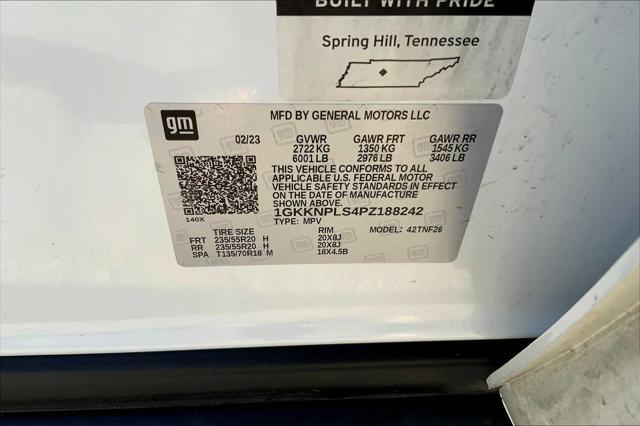 BUILT WITH PRIDE
Spring Hill, Tennessee
gm
MFD BY GENERAL MOTORS LLC
02/23 GVWR GAWR FRT GAWR RR
2722 KG 1350 KG 1545 KG
6001 LB 2976 LB 3406 LB
THIS VEHICLE CONFORMS TO ALL
APPLICABLE U.S. FEDERAL MOTOR
VEHICLE SAFETY STANDARDS IN EFFECT
ON THE DATE OF MANUFACTURE
SHOWN ABOVE.
1GKKNPLS4PZ188242
140X
TYPE: MPV
TIRE SIZE RIM MODEL: 42TNF26
FRT 235/55R20 H 20X8J
RR 235/55R20 H 20X8J
SPA T135/70R18 M 18X4.5B